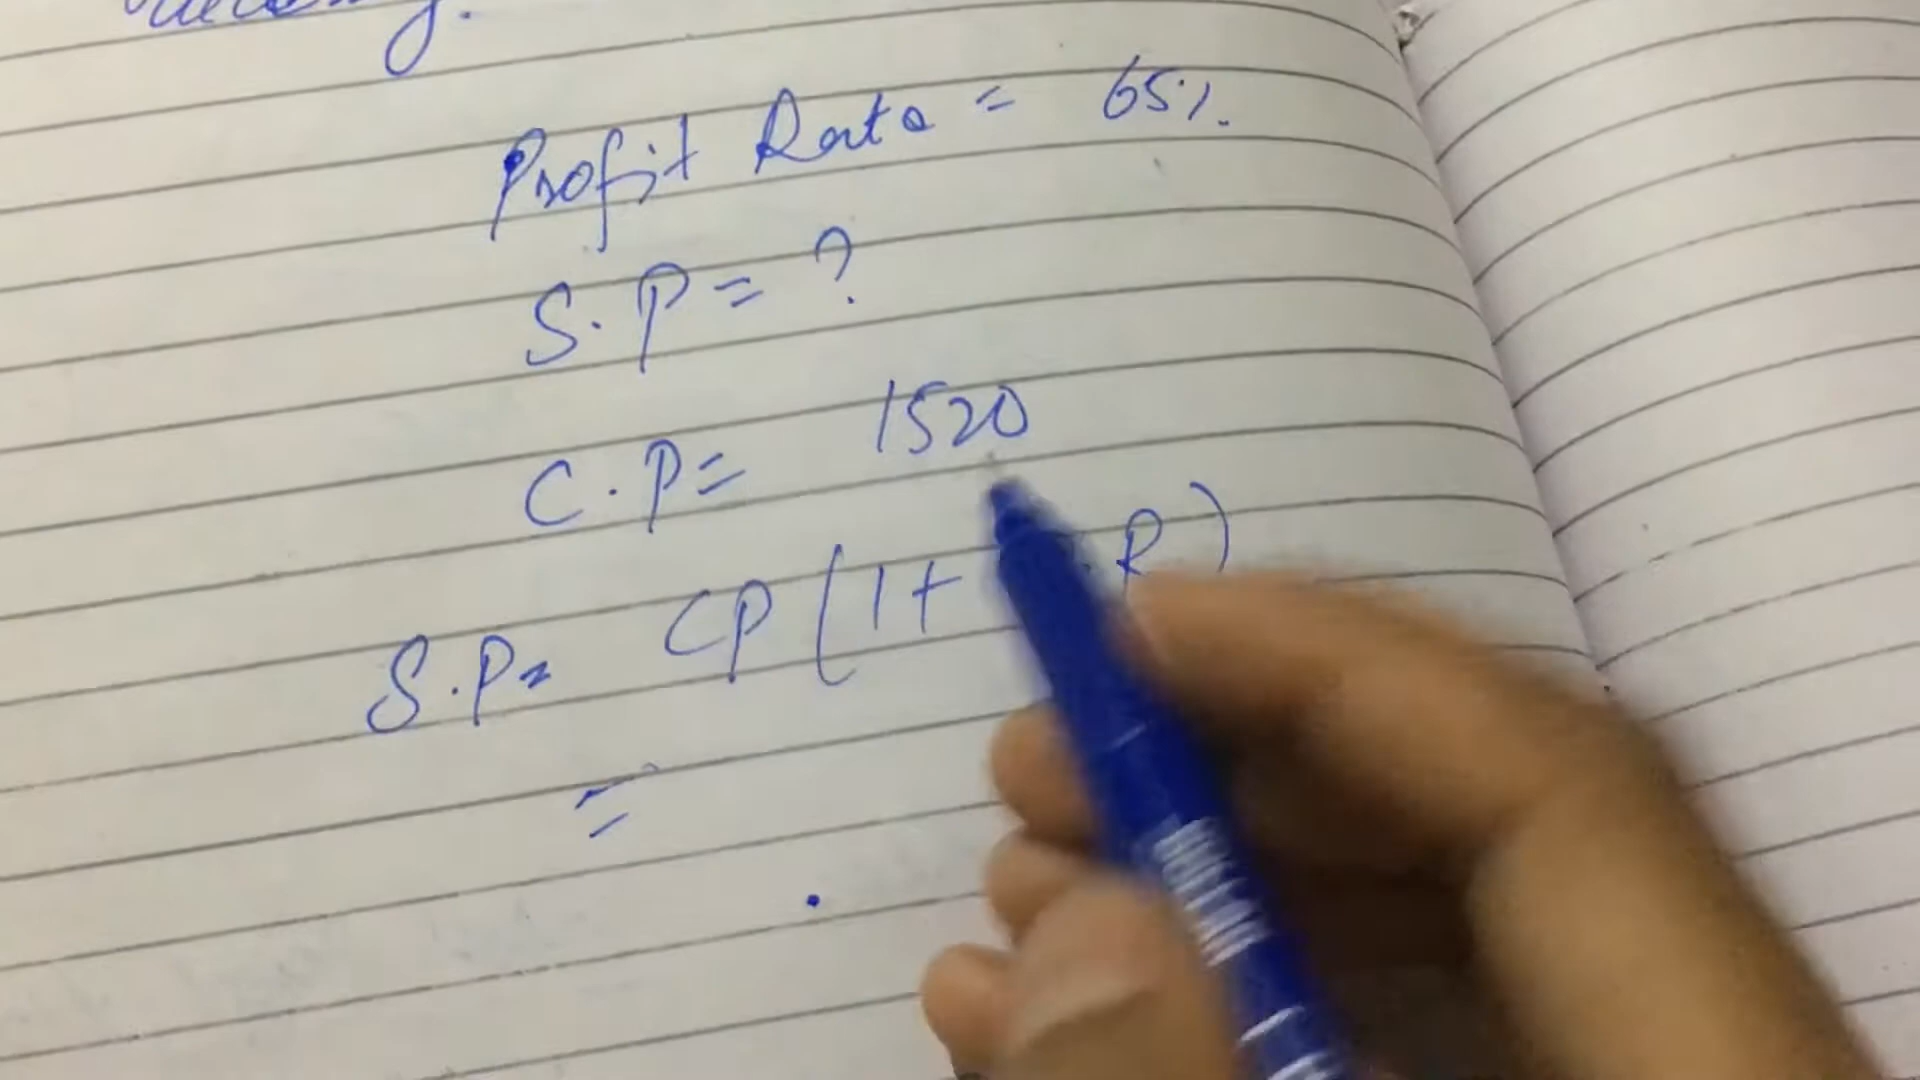 Profit Rate = 65%.
S.P = ?
C.P = 1520
S.P = CP (1+ .R)
=